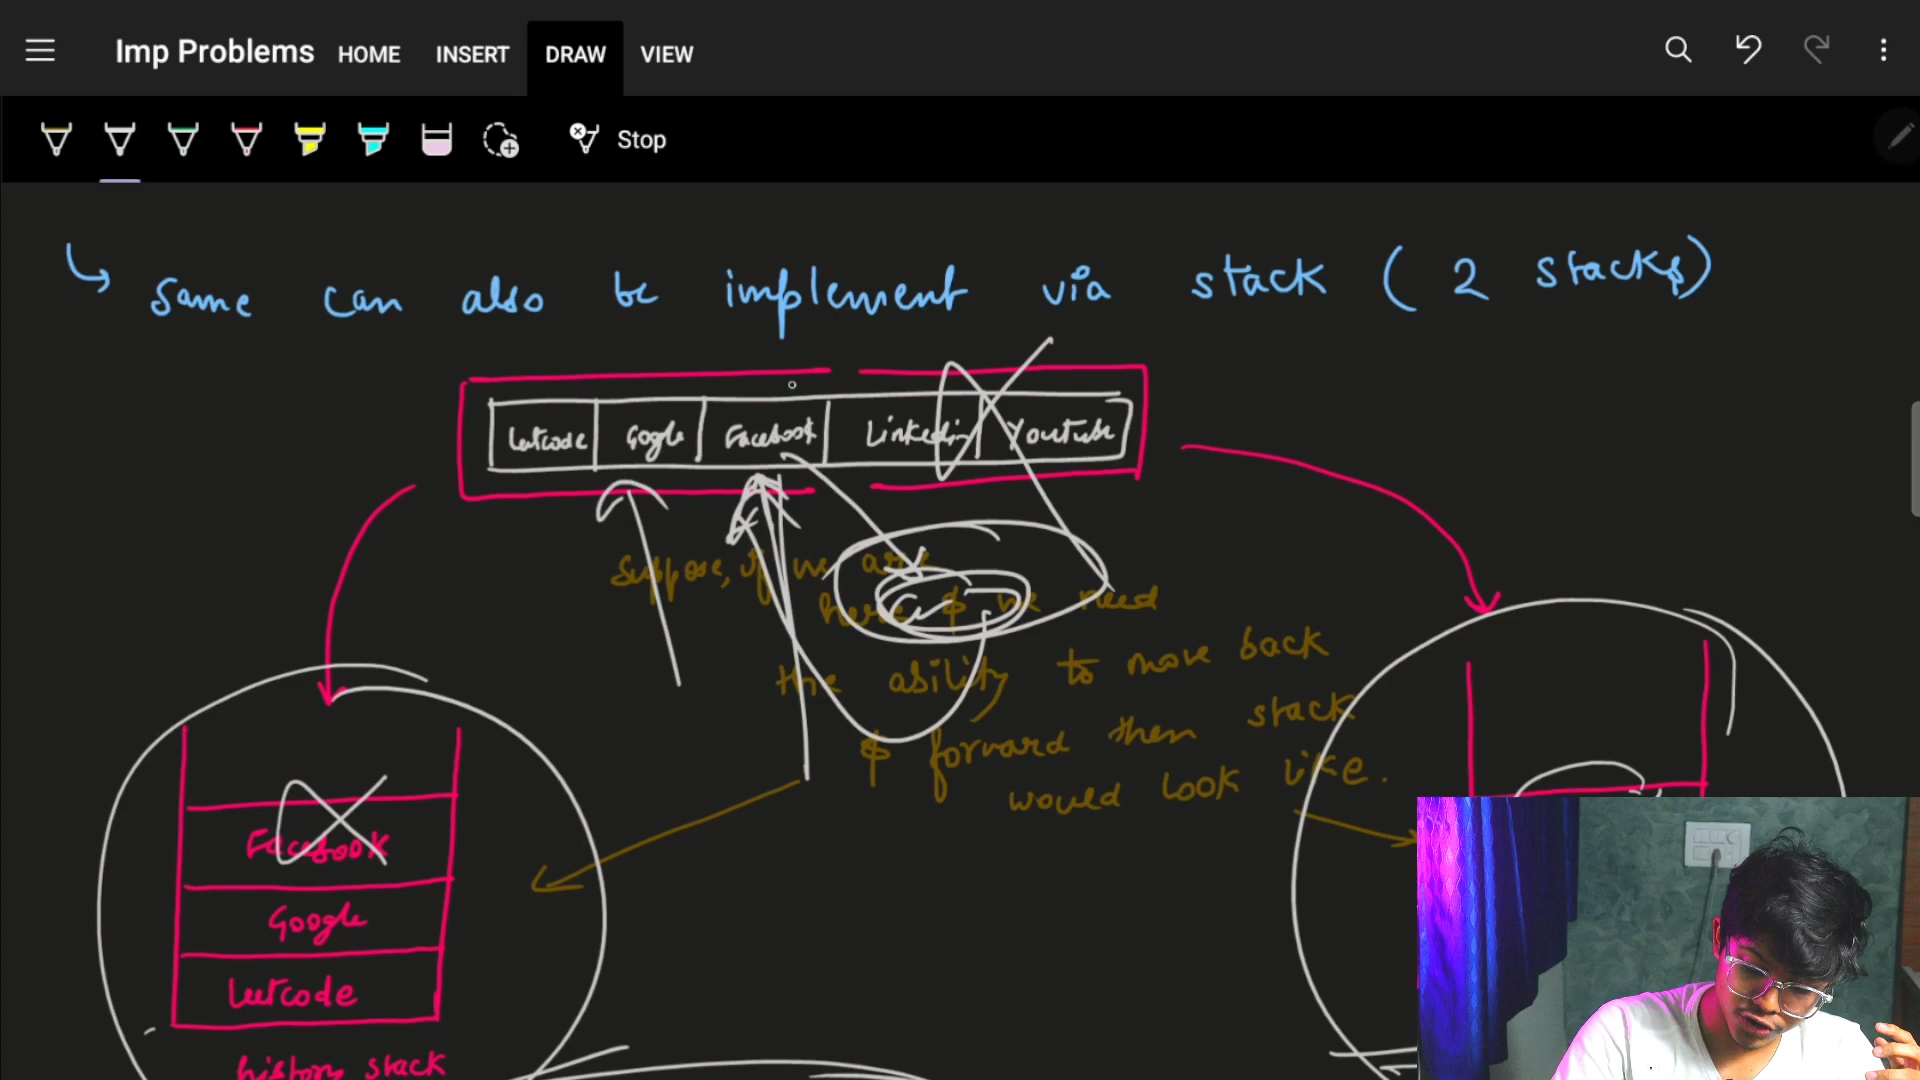 Imp Problems HOME INSERT DRAW VIEW
Stop
same can also be implement via stack ( 2 stacks)
Leetcode Google Facebook Linkedin Youtube
Suppose, if we are
here & we need
the ability to move back
& forward then stack
would look like.
Facebook
Google
Leetcode
history stack